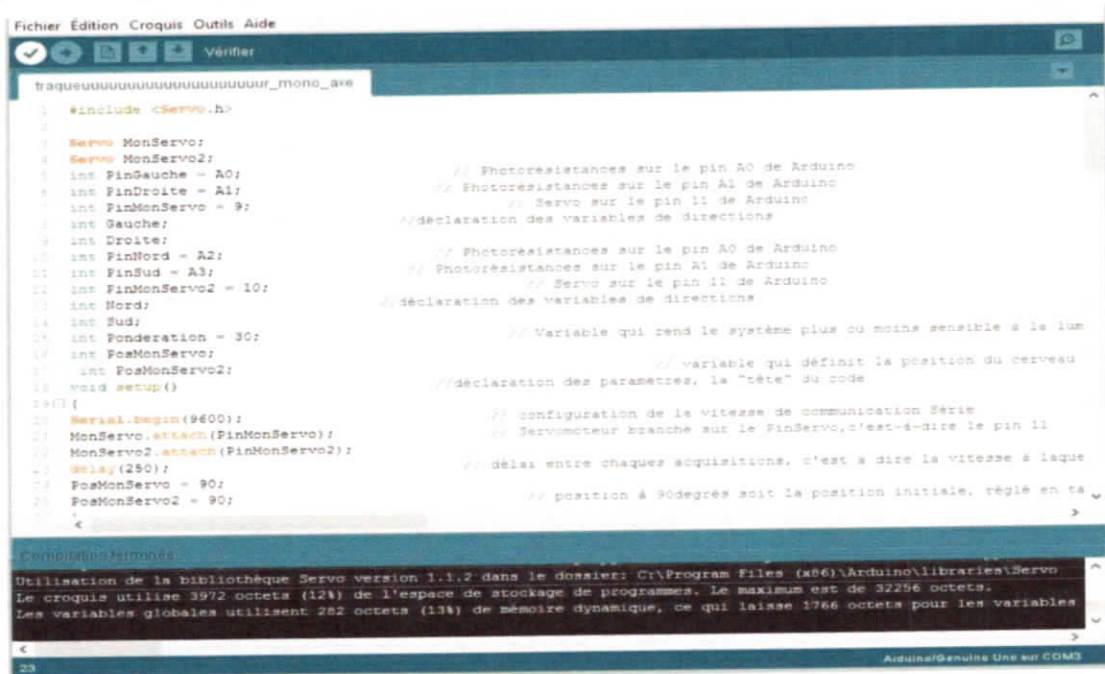 Fichier Édition Croquis Outils Aide
Vérifier
traqueuuuuuuuuuuuuuuuuuuuuur_mono_axe
1 #include <Servo.h>
2
3 Servo MonServo;
4 Servo MonServo2;
5 int PinGauche = A0; // Photorésistances sur le pin A0 de Arduino
6 int PinDroite = A1; // Photorésistances sur le pin A1 de Arduino
7 int PinMonServo = 9; // Servo sur le pin 11 de Arduino
8 int Gauche; //déclaration des variables de directions
9 int Droite;
10 int PinNord = A2; // Photorésistances sur le pin A0 de Arduino
11 int PinSud = A3; // Photorésistances sur le pin A1 de Arduino
12 int PinMonServo2 = 10; // Servo sur le pin 11 de Arduino
13 int Nord; //déclaration des variables de directions
14 int Sud;
15 int Ponderation = 30; // Variable qui rend le système plus ou moins sensible à la lum
17 int PosMonServo;
int PosMonServo2; // variable qui définit la position du cerveau
18 void setup() //déclaration des paramètres, la "tête" du code
19 {
20 Serial.begin(9600); // configuration de la vitesse de communication Série
21 MonServo.attach(PinMonServo); // Servomoteur branché sur le PinServo,c'est-à-dire le pin 11
22 MonServo2.attach(PinMonServo2);
23 delay(250); // délai entre chaques acquisitions, c'est a dire la vitesse à laque
24 PosMonServo = 90;
25 PosMonServo2 = 90; // position à 90degrés soit la position initiale, réglé en ta
Compilation terminée
Utilisation de la bibliothèque Servo version 1.1.2 dans le dossier: C:\Program Files (x86)\Arduino\libraries\Servo
Le croquis utilise 3972 octets (12%) de l'espace de stockage de programmes. Le maximum est de 32256 octets.
Les variables globales utilisent 282 octets (13%) de mémoire dynamique, ce qui laisse 1766 octets pour les variables
23 Arduino/Genuino Uno sur COM3